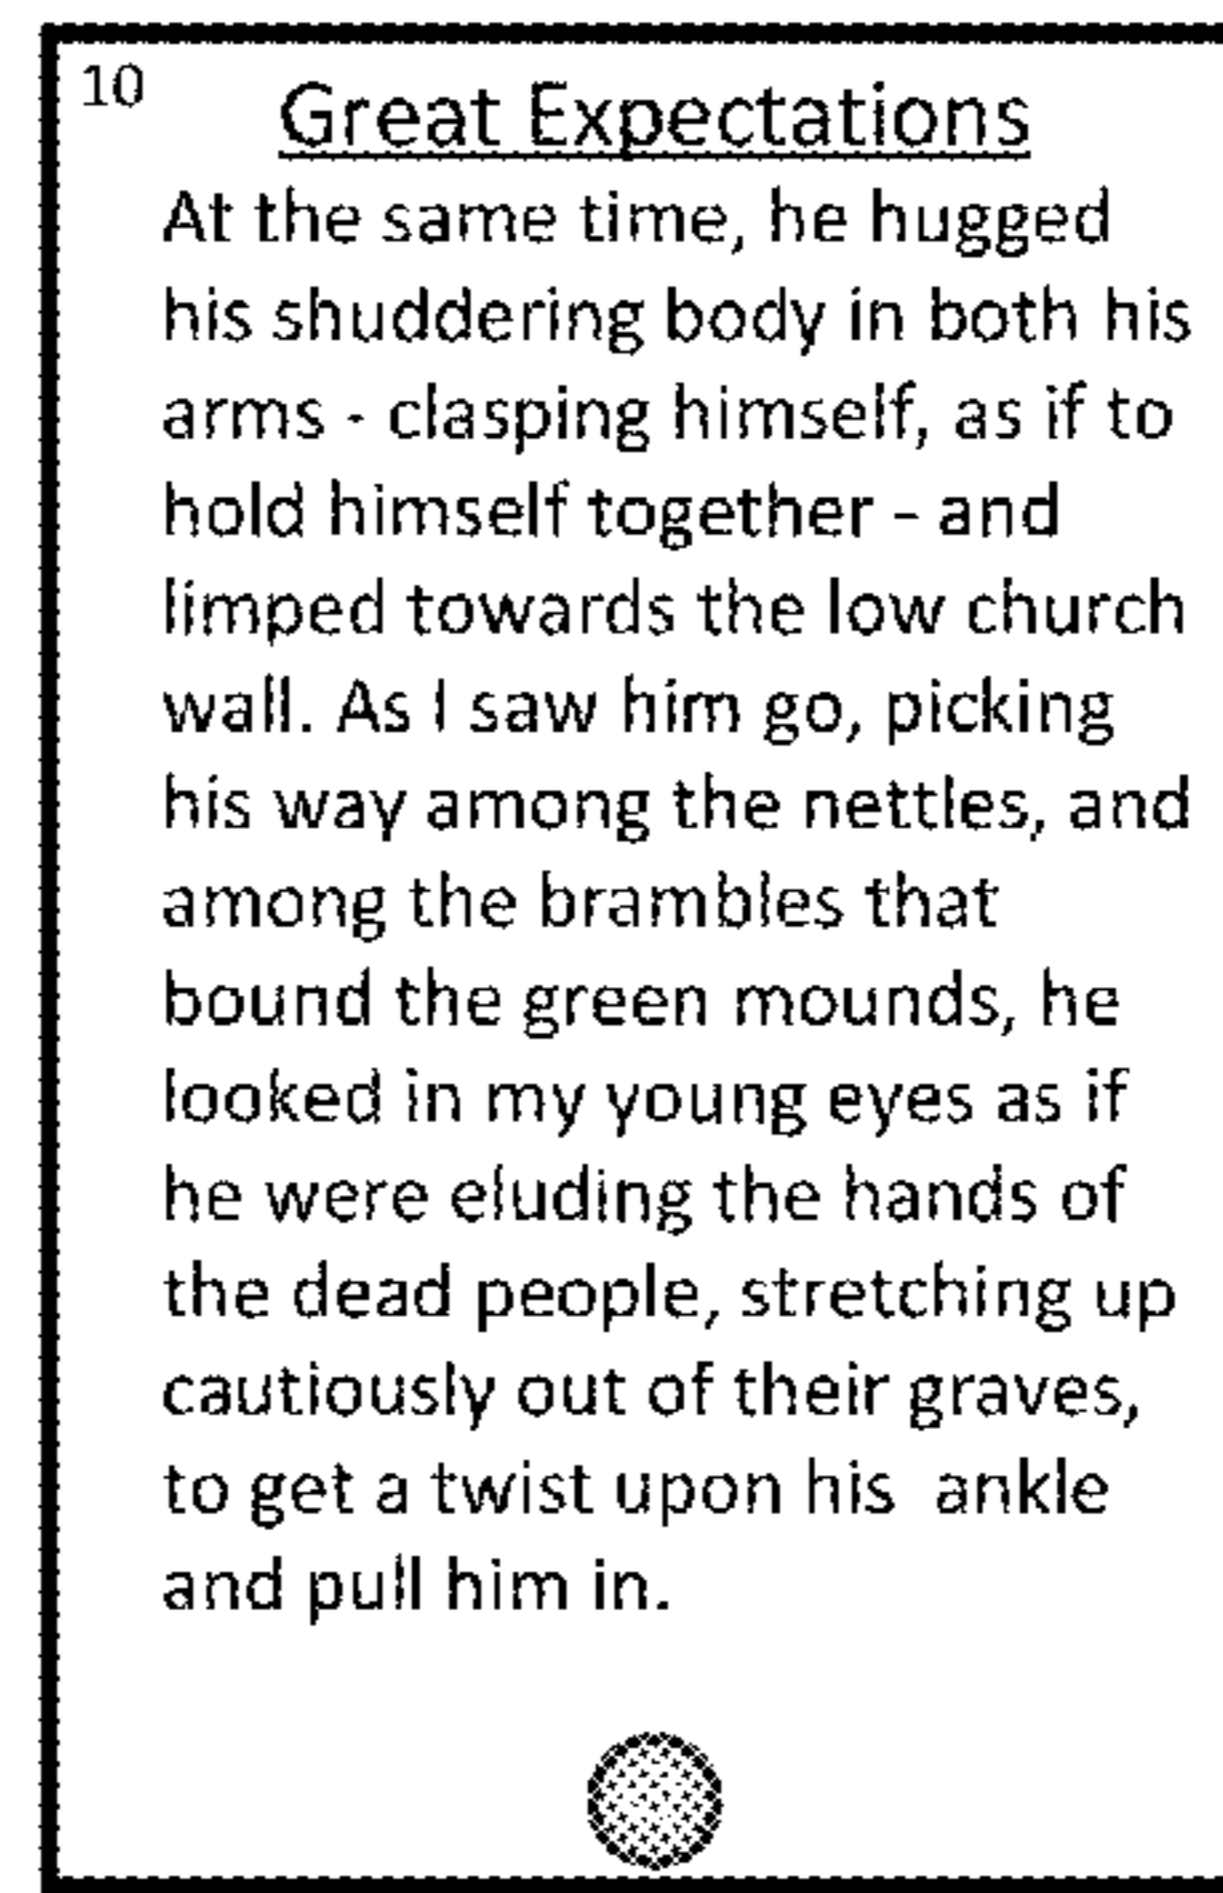 10
Great Expectations
At the same time, he hugged
his shuddering body in both his
arms - clasping himself, as if to
hold himself together - and
limped towards the low church
wall. As I saw him go, picking
his way among the nettles, and
among the brambles that
bound the green mounds, he
looked in my young eyes as if
he were eluding the hands of
the dead people, stretching up
cautiously out of their graves,
to get a twist upon his  ankle
and pull him in.